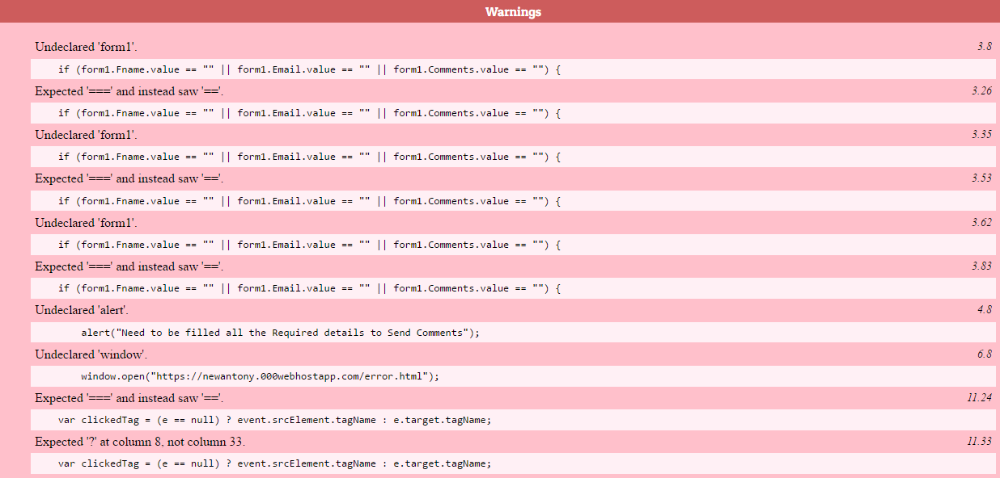 Warnings
Undeclared 'form1'. 3.8
if (form1.Fname.value == "" || form1.Email.value == "" || form1.Comments.value == "") {
Expected '===' and instead saw '=='. 3.26
if (form1.Fname.value == "" || form1.Email.value == "" || form1.Comments.value == "") {
Undeclared 'form1'. 3.35
if (form1.Fname.value == "" || form1.Email.value == "" || form1.Comments.value == "") {
Expected '===' and instead saw '=='. 3.53
if (form1.Fname.value == "" || form1.Email.value == "" || form1.Comments.value == "") {
Undeclared 'form1'. 3.62
if (form1.Fname.value == "" || form1.Email.value == "" || form1.Comments.value == "") {
Expected '===' and instead saw '=='. 3.83
if (form1.Fname.value == "" || form1.Email.value == "" || form1.Comments.value == "") {
Undeclared 'alert'. 4.8
alert("Need to be filled all the Required details to Send Comments");
Undeclared 'window'. 6.8
window.open("https://newantony.000webhostapp.com/error.html");
Expected '===' and instead saw '=='. 11.24
var clickedTag = (e == null) ? event.srcElement.tagName : e.target.tagName;
Expected '?' at column 8, not column 33. 11.33
var clickedTag = (e == null) ? event.srcElement.tagName : e.target.tagName;